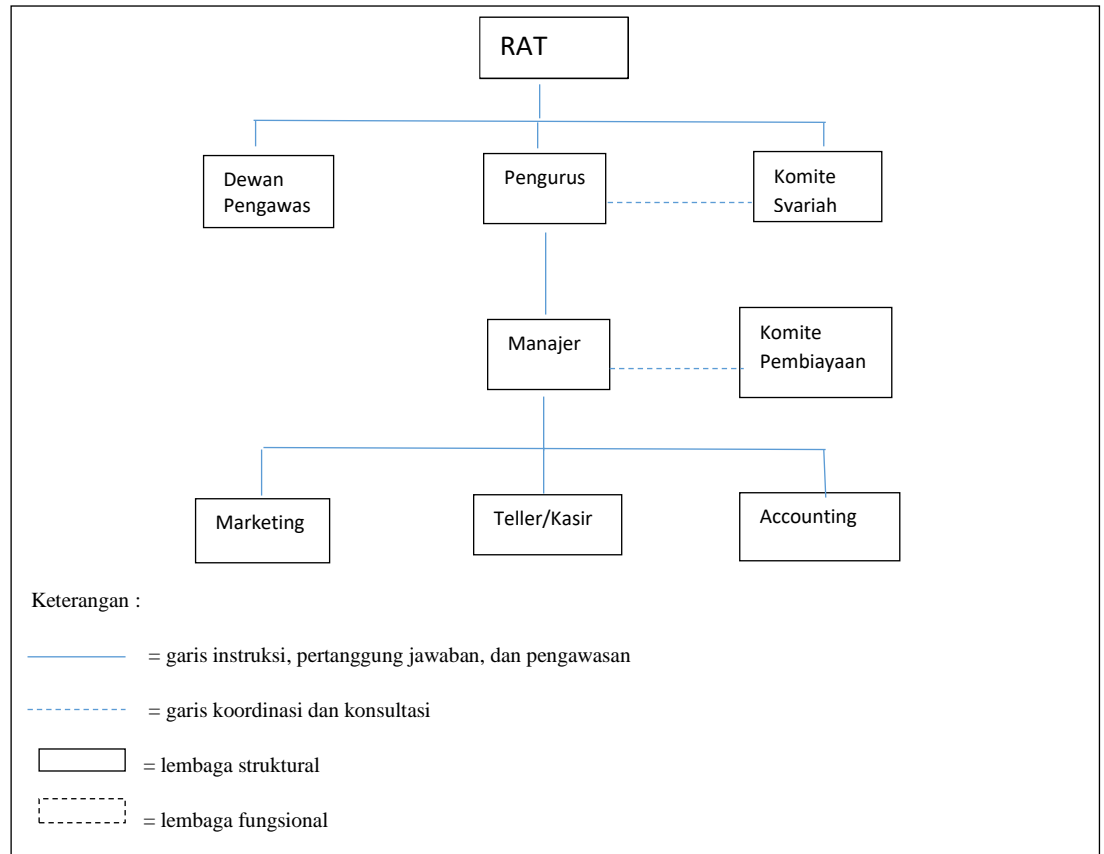 RAT
Dewan
Pengawas
Pengurus
Komite
Svariah
Manajer
Komite
Pembiayaan
Marketing
Teller/Kasir
Accounting
Keterangan :
= garis instruksi, pertanggung jawaban, dan pengawasan
= garis koordinasi dan konsultasi
= lembaga struktural
= lembaga fungsional